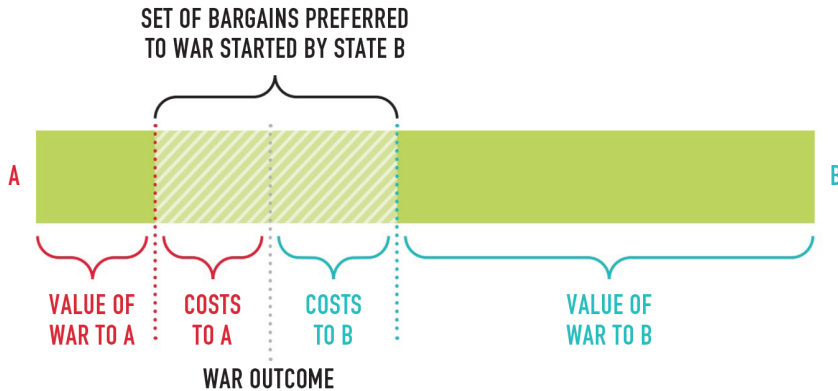 SET OF BARGAINS PREFERRED
TO WAR STARTED BY STATE B
A
B
VALUE OF
WAR TO A
COSTS
TO A
COSTS
TO B
VALUE OF
WAR TO B
WAR OUTCOME